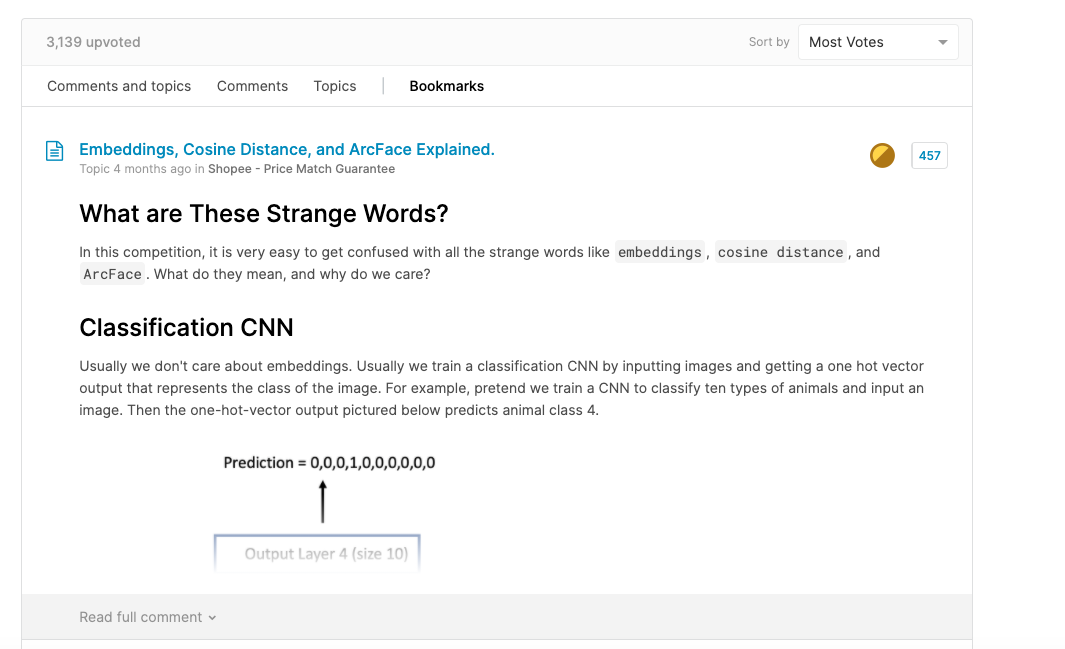 3,139 upvoted
Sort by
Most Votes
Comments and topics
Comments
Topics
Bookmarks
Embeddings, Cosine Distance, and ArcFace Explained.
457
Topic 4 months ago in Shopee - Price Match Guarantee
What are These Strange Words?
In this competition, it is very easy to get confused with all the strange words like embeddings, cosine distance, and
ArcFace. What do they mean, and why do we care?
Classification CNN
Usually we don't care about embeddings. Usually we train a classification CNN by inputting images and getting a one hot vector
output that represents the class of the image. For example, pretend we train a CNN to classify ten types of animals and input an
image. Then the one-hot-vector output pictured below predicts animal class 4.
Prediction = 0,0,0,1,0,0,0,0,0,0
Output Layer 4 (size 10)
Read full comment